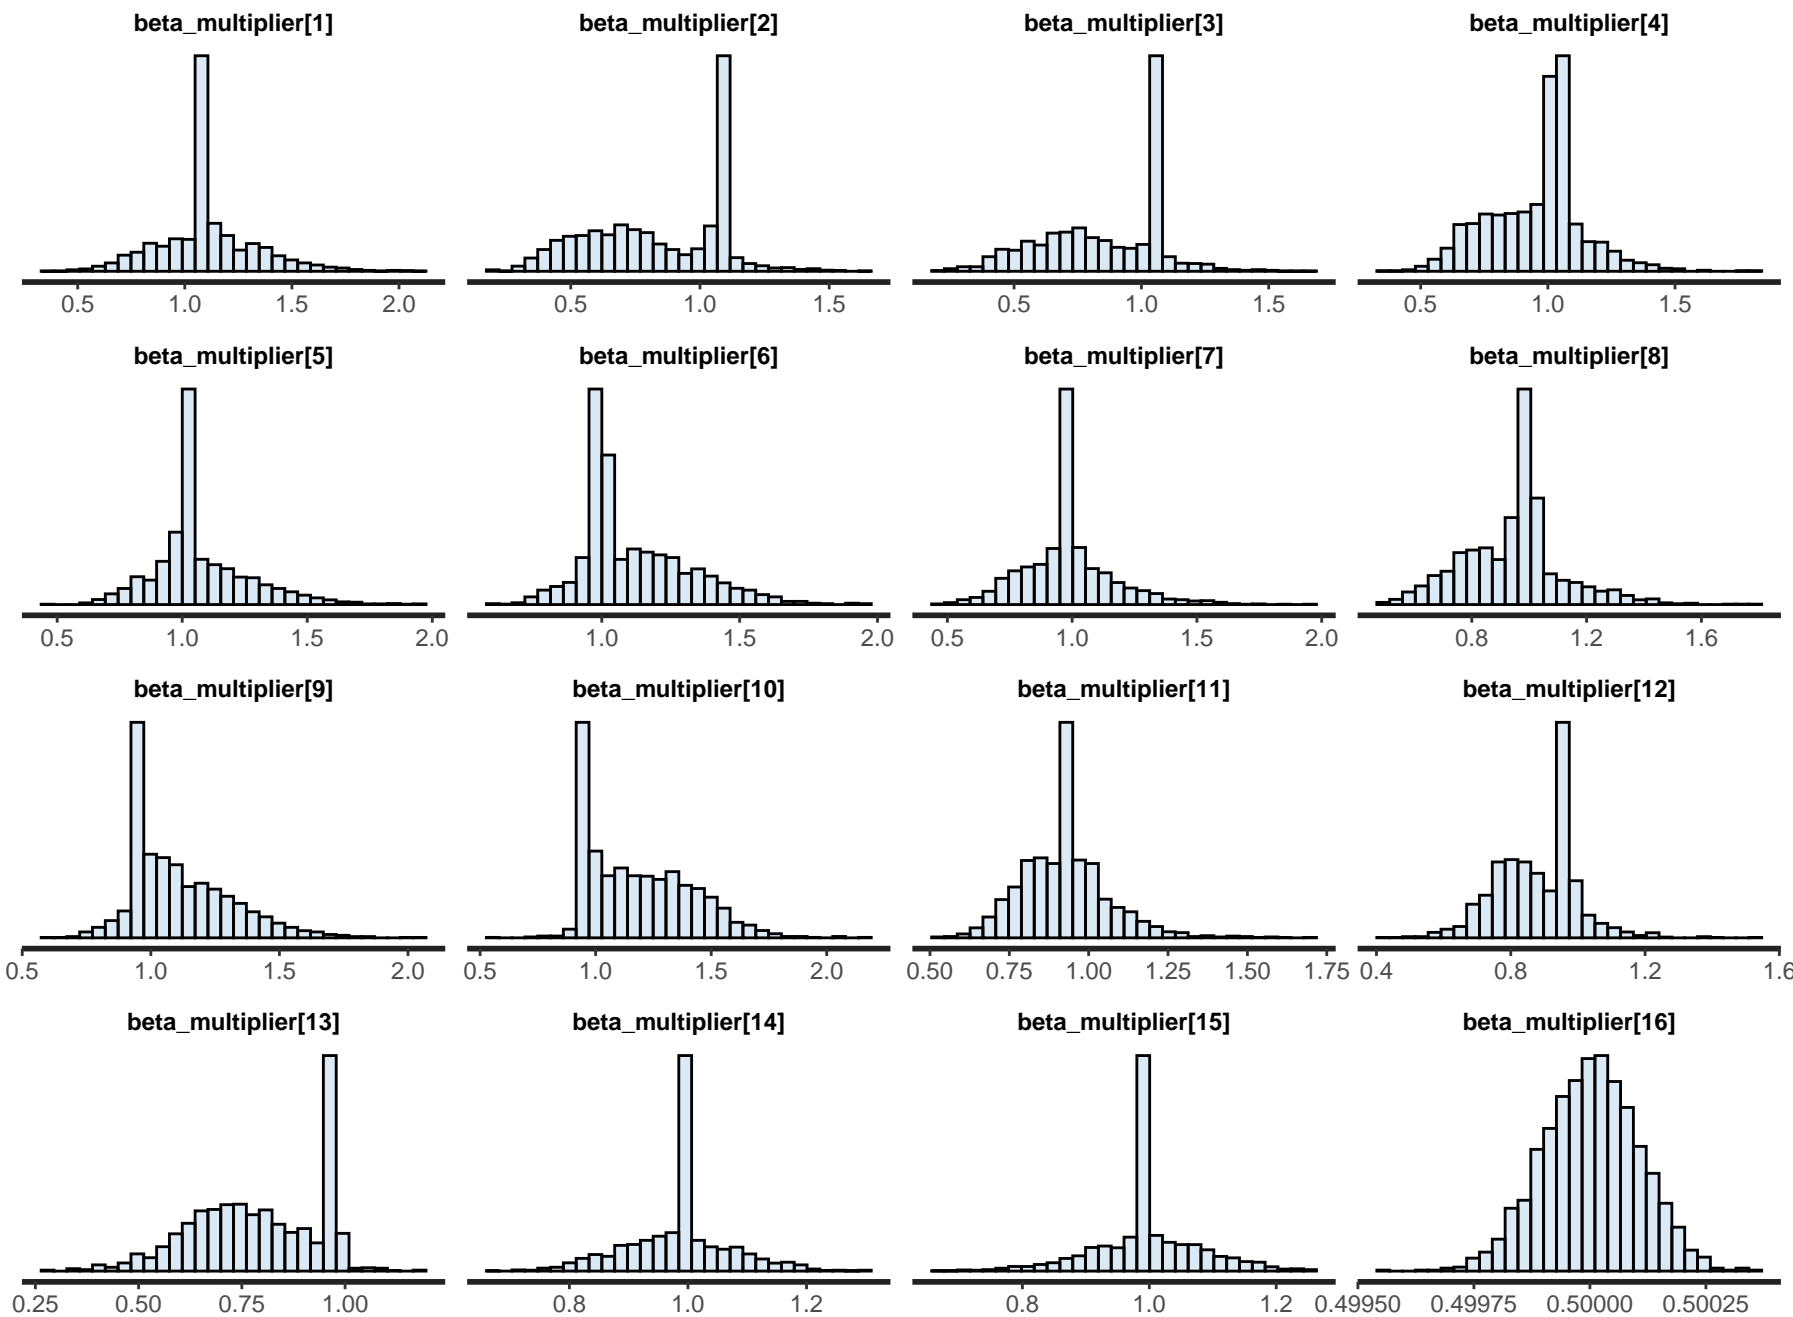 beta_multiplier[1] beta_multiplier[2] beta_multiplier[3] beta_multiplier[4]
0.5 1.0 1.5 2.0 0.5 1.0 1.5 0.5 1.0 1.5 0.5 1.0 1.5
beta_multiplier[5] beta_multiplier[6] beta_multiplier[7] beta_multiplier[8]
0.5 1.0 1.5 2.0 1.0 1.5 2.0 0.5 1.0 1.5 2.0 0.8 1.2 1.6
beta_multiplier[9] beta_multiplier[10] beta_multiplier[11] beta_multiplier[12]
0.5 1.0 1.5 2.0 0.5 1.0 1.5 2.0 0.50 0.75 1.00 1.25 1.50 1.75 0.4 0.8 1.2 1.6
beta_multiplier[13] beta_multiplier[14] beta_multiplier[15] beta_multiplier[16]
0.25 0.50 0.75 1.00 0.8 1.0 1.2 0.8 1.0 1.2 0.49950 0.49975 0.50000 0.50025